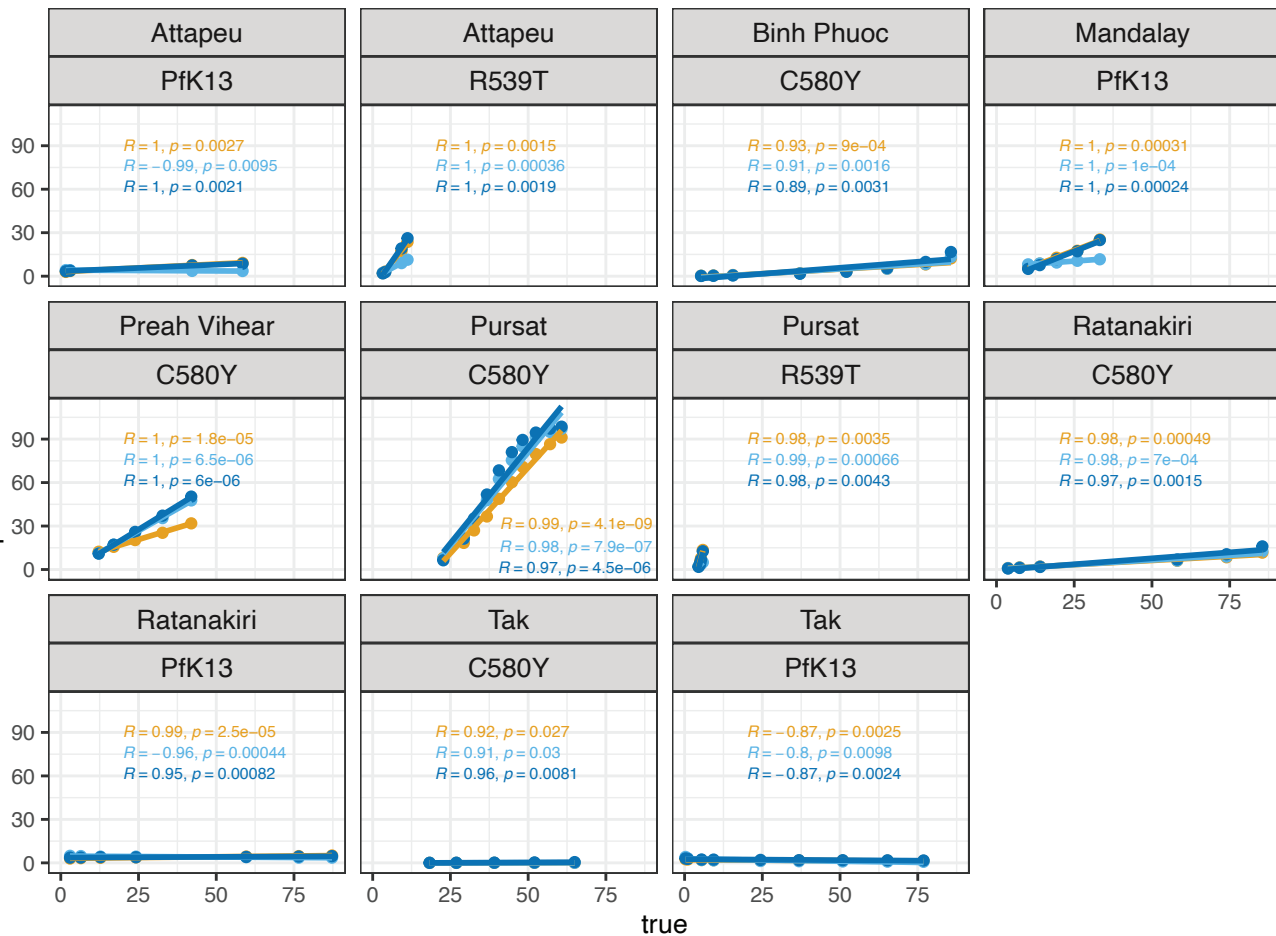 Attapeu Attapeu Binh Phuoc Mandalay
PfK13 R539T C580Y PfK13
90
60
30
0
R = 1, p = 0.0027
R = −0.99, p = 0.0095
R = 1, p = 0.0021
R = 1, p = 0.0015
R = 1, p = 0.00036
R = 1, p = 0.0019
R = 0.93, p = 9e−04
R = 0.91, p = 0.0016
R = 0.89, p = 0.0031
R = 1, p = 0.00031
R = 1, p = 1e−04
R = 1, p = 0.00024
Preah Vihear Pursat Pursat Ratanakiri
C580Y C580Y R539T C580Y
90
60
30
0
R = 1, p = 1.8e−05
R = 1, p = 6.5e−06
R = 1, p = 6e−06
R = 0.99, p = 4.1e−09
R = 0.98, p = 7.9e−07
R = 0.97, p = 4.5e−06
R = 0.98, p = 0.0035
R = 0.99, p = 0.00066
R = 0.98, p = 0.0043
R = 0.98, p = 0.00049
R = 0.98, p = 7e−04
R = 0.97, p = 0.0015
0 25 50 75
Ratanakiri Tak Tak
PfK13 C580Y PfK13
90
60
30
0
R = 0.99, p = 2.5e−05
R = −0.96, p = 0.00044
R = 0.95, p = 0.00082
R = 0.92, p = 0.027
R = 0.91, p = 0.03
R = 0.96, p = 0.0081
R = −0.87, p = 0.0025
R = −0.8, p = 0.0098
R = −0.87, p = 0.0024
0 25 50 75 0 25 50 75 0 25 50 75
true